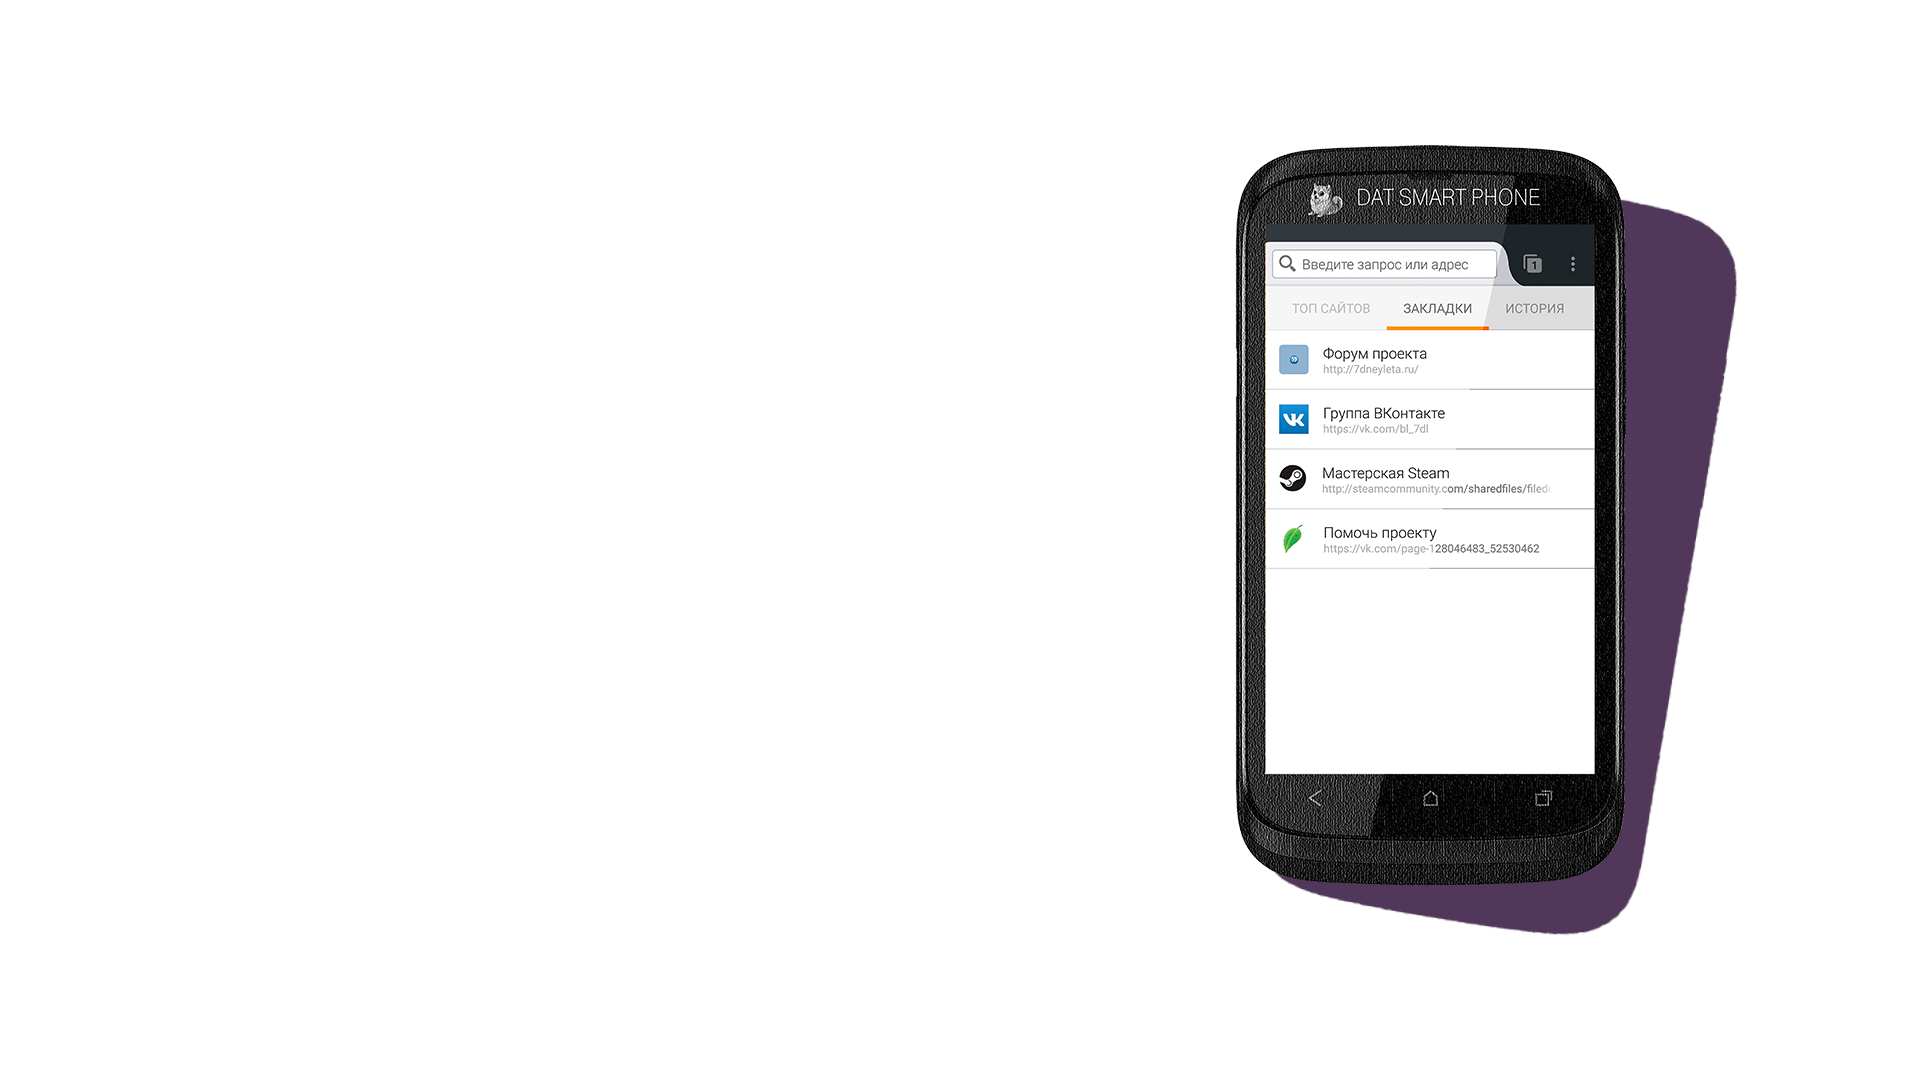 DAT SMART PHONE
Введите запрос или адрес
1
ТОП САЙТОВ ЗАКЛАДКИ ИСТОРИЯ
Форум проекта
http://7dneyleta.ru/
Группа ВКонтакте
https://vk.com/bl_7dl
Мастерская Steam
http://steamcommunity.com/sharedfiles/filede
Помочь проекту
https://vk.com/page-128046483_52530462